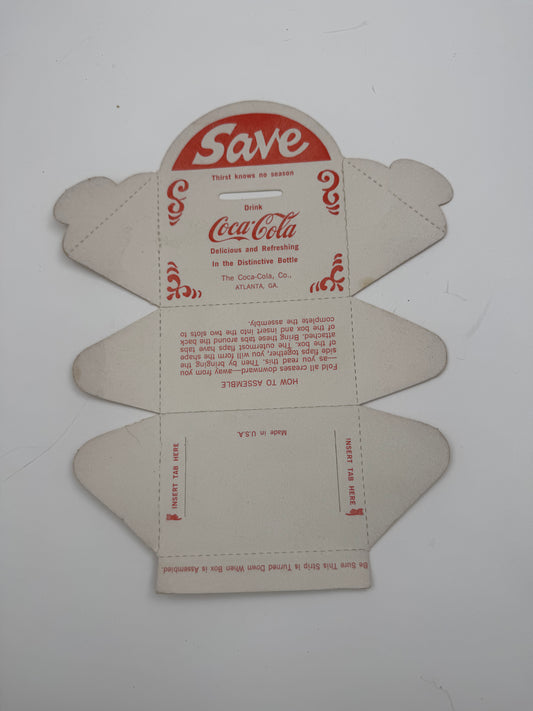 Save
Thirst knows no season
Drink
Coca-Cola
Delicious and Refreshing
In the Distinctive Bottle
The Coca-Cola, Co.,
ATLANTA, GA.
HOW TO ASSEMBLE
Fold all creases downward—away from you
—as you read this. Then by bringing the
side flaps together, you will form the shape
of the box. The outermost flaps have tabs
attached. Bring these tabs around the back
of the box and insert into the two slots to
complete the assembly.
Made in U.S.A.
INSERT TAB HERE
INSERT TAB HERE
Be Sure This Strip is Turned Down When Box is Assembled.